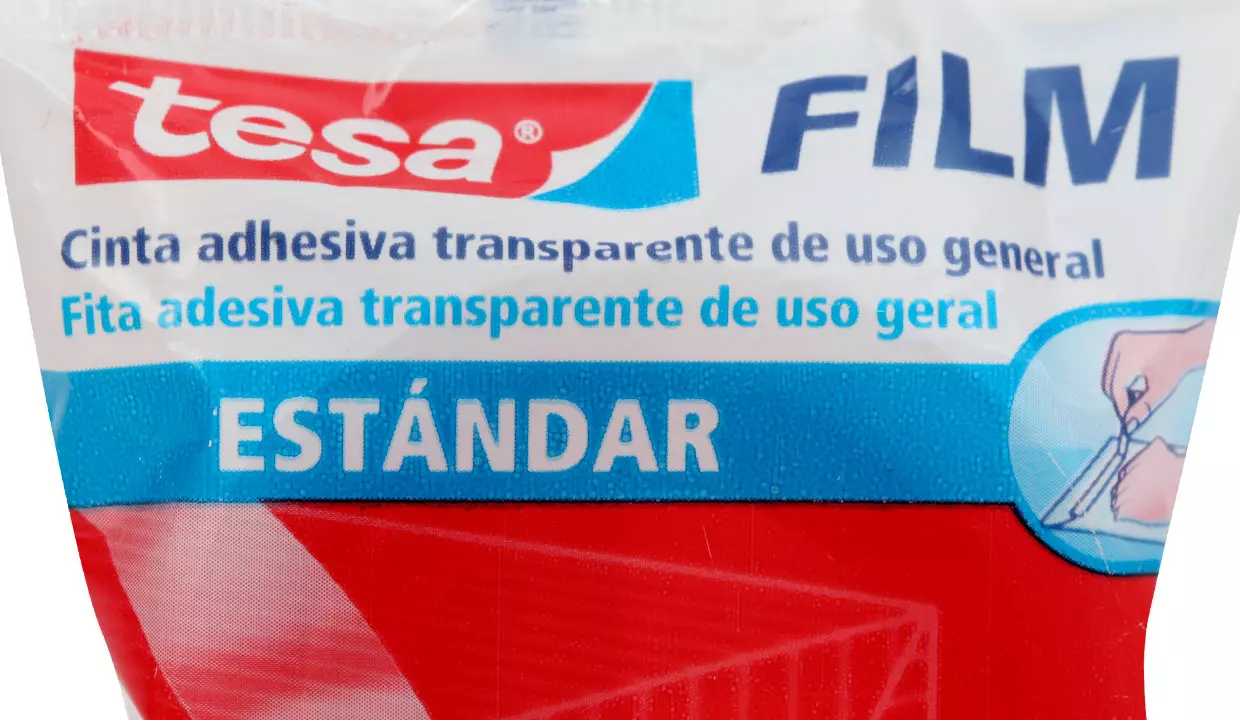 tesa® FILM
Cinta adhesiva transparente de uso general
Fita adesiva transparente de uso geral
ESTÁNDAR